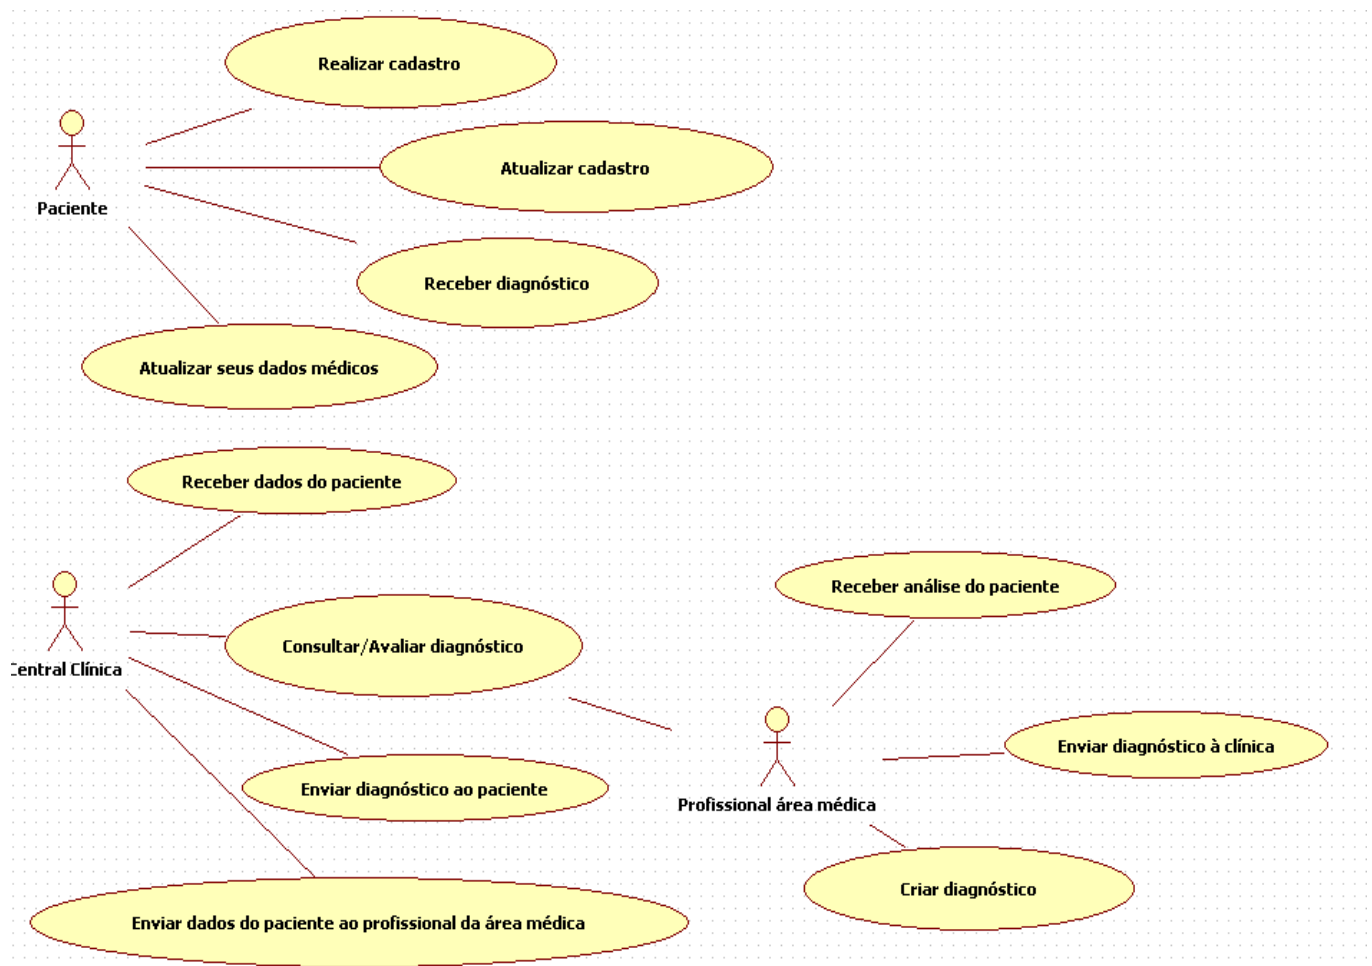 Realizar cadastro
Atualizar cadastro
Paciente
Receber diagnóstico
Atualizar seus dados médicos
Receber dados do paciente
Receber análise do paciente
Consultar/Avaliar diagnóstico
Central Clínica
Enviar diagnóstico à clínica
Enviar diagnóstico ao paciente
Profissional área médica
Criar diagnóstico
Enviar dados do paciente ao profissional da área médica